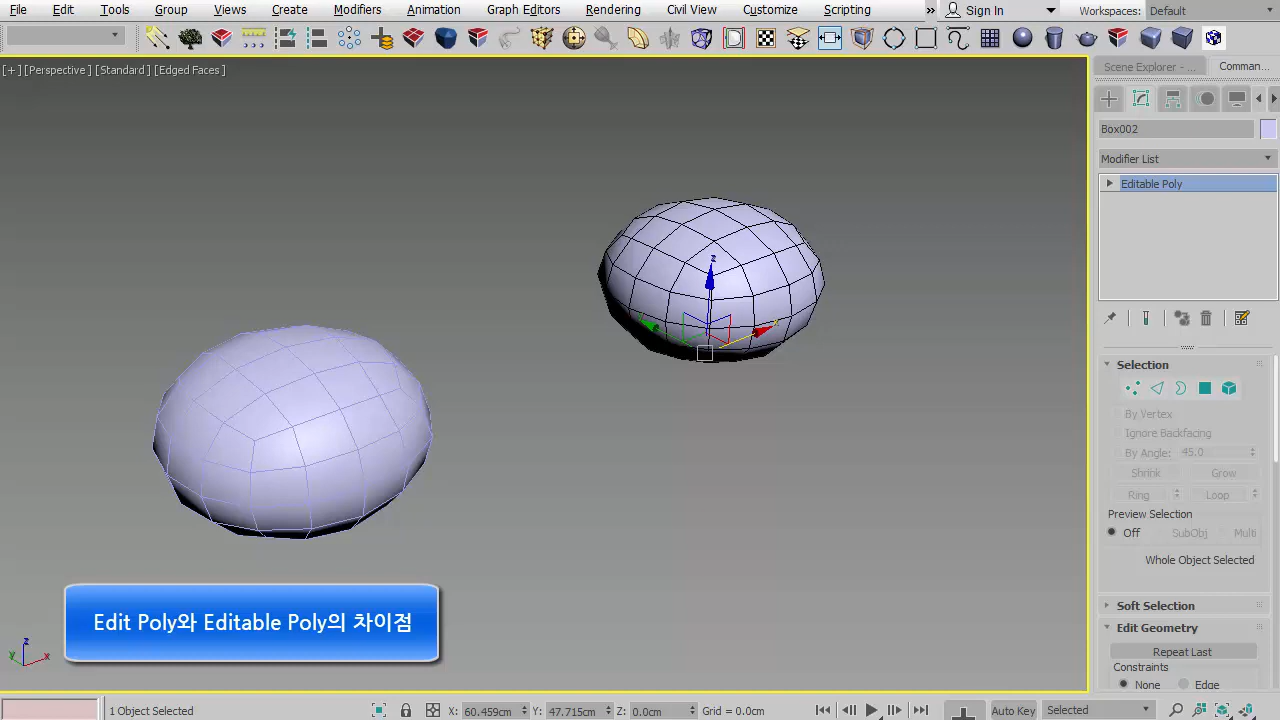 File Edit Tools Group Views Create Modifiers Animation Graph Editors Rendering Civil View Customize Scripting » Sign In Workspaces: Default
[+] [Perspective] [Standard] [Edged Faces]
Scene Explorer - ... Comman...
Box002
Modifier List
Editable Poly
z
x
Selection
By Vertex
Ignore Backfacing
By Angle: 45.0
Shrink Grow
Ring Loop
Preview Selection
Off SubObj Multi
Whole Object Selected
Soft Selection
Edit Geometry
Repeat Last
Constraints
None Edge
Edit Poly와 Editable Poly의 차이점
z
y x
1 Object Selected X: 60.459cm Y: 47.715cm Z: 0.0cm Grid = 0.0cm Auto Key Selected